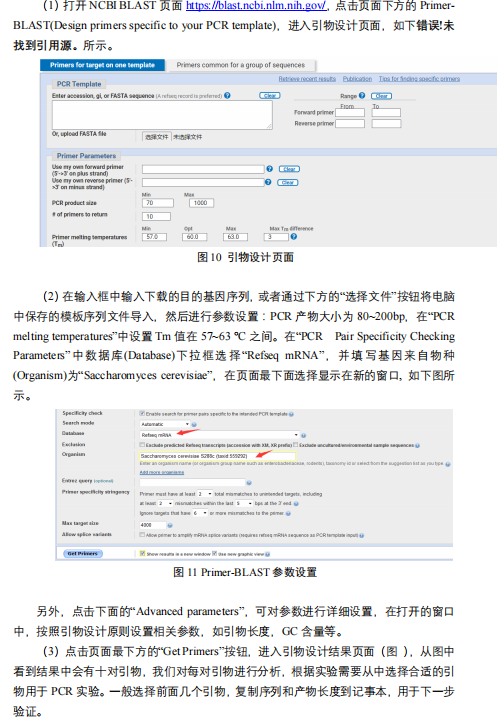 (1) 打开 NCBI BLAST 页面 https://blast.ncbi.nlm.nih.gov/，点击页面下方的 Primer-
BLAST(Design primers specific to your PCR template)，进入引物设计页面，如下错误!未
找到引用源。所示。
Primers for target on one template
Primers common for a group of sequences
Retrieve recent results Publication Tips for finding specific primers
PCR Template
Enter accession, gi, or FASTA sequence (A refseq record is preferred) Clear
Range Clear
From To
Forward primer
Reverse primer
Or, upload FASTA file 选择文件 未选择文件
Primer Parameters
Use my own forward primer
(5'->3' on plus strand) Clear
Use my own reverse primer (5'-
>3' on minus strand) Clear
Min Max
PCR product size 70 1000
# of primers to return 10
Min Opt Max Max Tm difference
Primer melting temperatures 57.0 60.0 63.0 3
(Tm)
图 10 引物设计页面
(2) 在输入框中输入下载的目的基因序列，或者通过下方的“选择文件”按钮将电脑
中保存的模板序列文件导入，然后进行参数设置：PCR 产物大小为 80~200bp，在“PCR
melting temperatures”中设置 Tm 值在 57~63 ℃ 之间。在“PCR Pair Specificity Checking
Parameters”中数据库(Database)下拉框选择“Refseq mRNA”，并填写基因来自物种
(Organism)为“Saccharomyces cerevisiae”，在页面最下面选择显示在新的窗口，如下图所
示。
Specificity check Enable search for primer pairs specific to the intended PCR template
Search mode Automatic
Database Refseq mRNA
Exclusion Exclude predicted Refseq transcripts (accession with XM, XR prefix) Exclude uncultured/environmental sample sequences
Organism Saccharomyces cerevisiae S288c (taxid:559292)
Enter an organism name (or organism group name such as enterobacteriaceae, rodents), taxonomy id or select from the suggestion list as you type.
Add more organisms
Entrez query (optional)
Primer specificity stringency Primer must have at least 2 total mismatches to unintended targets, including
at least 2 mismatches within the last 5 bps at the 3' end.
Ignore targets that have 6 or more mismatches to the primer.
Max target size 4000
Allow splice variants Allow primer to amplify mRNA splice variants (requires refseq mRNA sequence as PCR template input)
Get Primers Show results in a new window Use new graphic view
图 11 Primer-BLAST 参数设置
另外，点击下面的“Advanced parameters”，可对参数进行详细设置，在打开的窗口
中，按照引物设计原则设置相关参数，如引物长度，GC 含量等。
(3) 点击页面最下方的“Get Primers”按钮，进入引物设计结果页面（图 ），从图中
看到结果中会有十对引物，我们对每对引物进行分析，根据实验需要从中选择合适的引
物用于 PCR 实验。一般选择前面几个引物，复制序列和产物长度到记事本，用于下一步
验证。